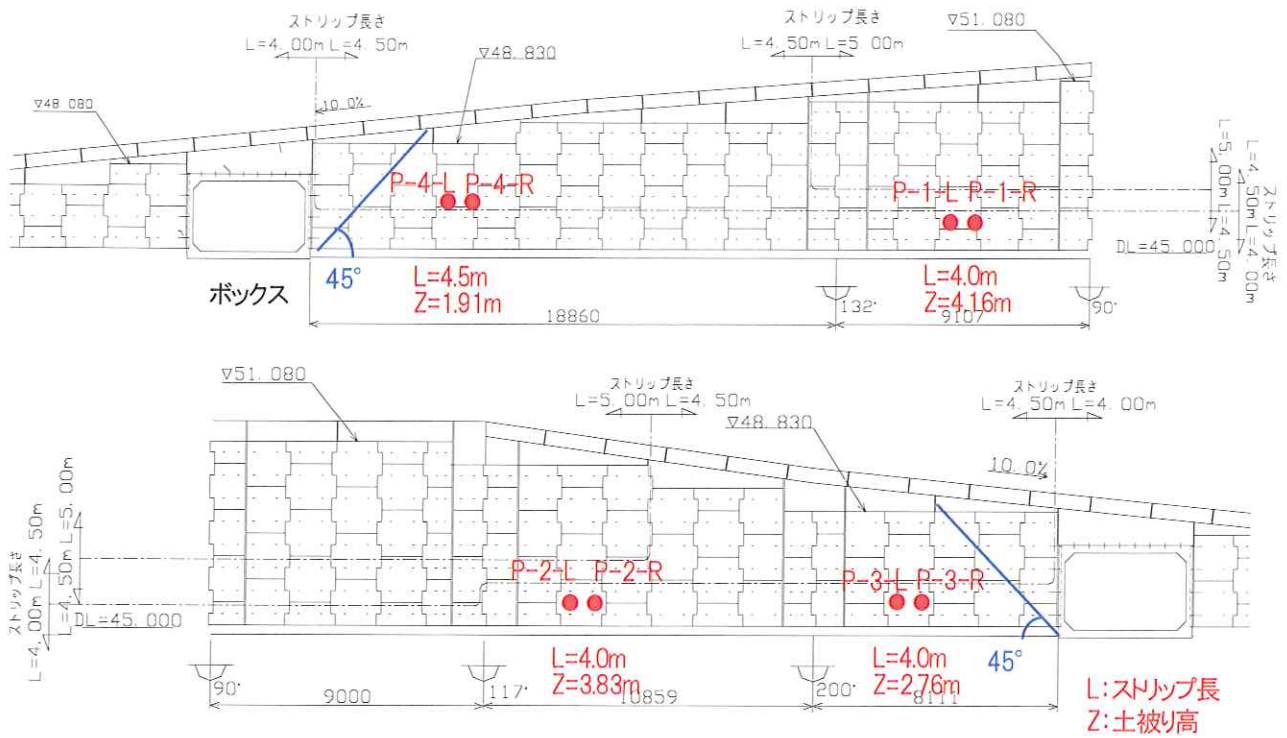 ストリップ長さ
L=4.00m L=4.50m
ストリップ長さ
L=4.50m L=5.00m
▽51.080
▽48.830
▽48.080
10.0%
P-4-L P-4-R
P-1-L P-1-R
L=5.00m L=4.50m
L=4.50m L=4.00m
ストリップ長さ
DL=45.000
45°
ボックス
L=4.5m
Z=1.91m
L=4.0m
Z=4.16m
18860
132°
9107
90°
▽51.080
ストリップ長さ
L=5.00m L=4.50m
ストリップ長さ
L=4.50m L=4.00m
▽48.830
10.0%
ストリップ長さ
L=4.00m L=4.50m
L=4.50m L=5.00m
P-2-L P-2-R
P-3-L P-3-R
DL=45.000
45°
L=4.0m
Z=3.83m
L=4.0m
Z=2.76m
90°
9000
117°
10859
200°
8111
L:ストリップ長
Z:土被り高